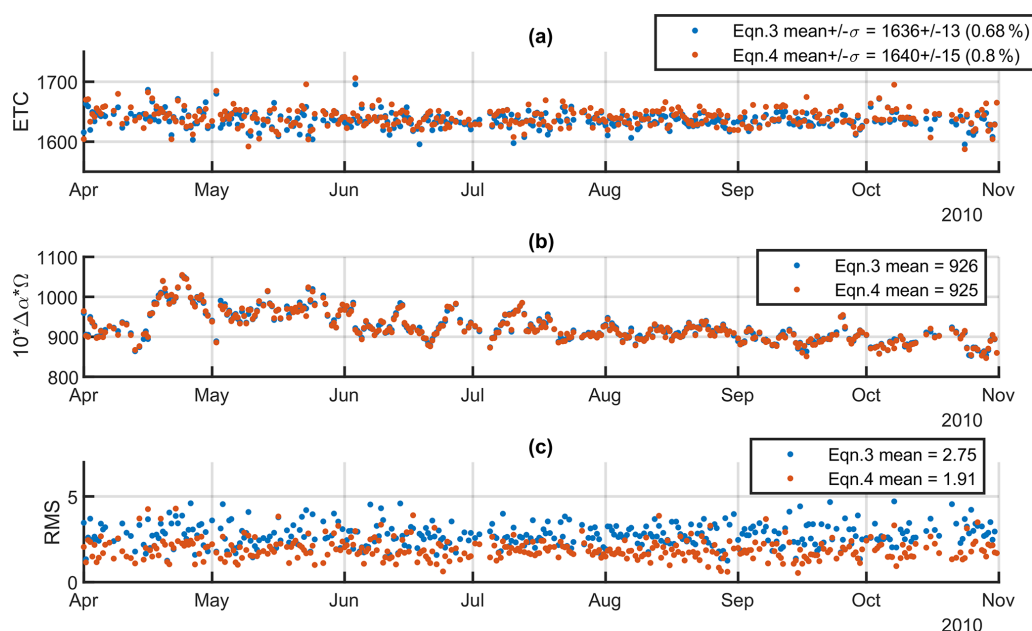 (a)
Eqn.3 mean+/-σ = 1636+/-13 (0.68 %)
Eqn.4 mean+/-σ = 1640+/-15 (0.8 %)
ETC
1700
1600
Apr May Jun Jul Aug Sep Oct Nov
2010
(b)
Eqn.3 mean = 926
Eqn.4 mean = 925
10*Δα*Ω
1100
1000
900
800
Apr May Jun Jul Aug Sep Oct Nov
2010
(c)
Eqn.3 mean = 2.75
Eqn.4 mean = 1.91
RMS
5
0
Apr May Jun Jul Aug Sep Oct Nov
2010